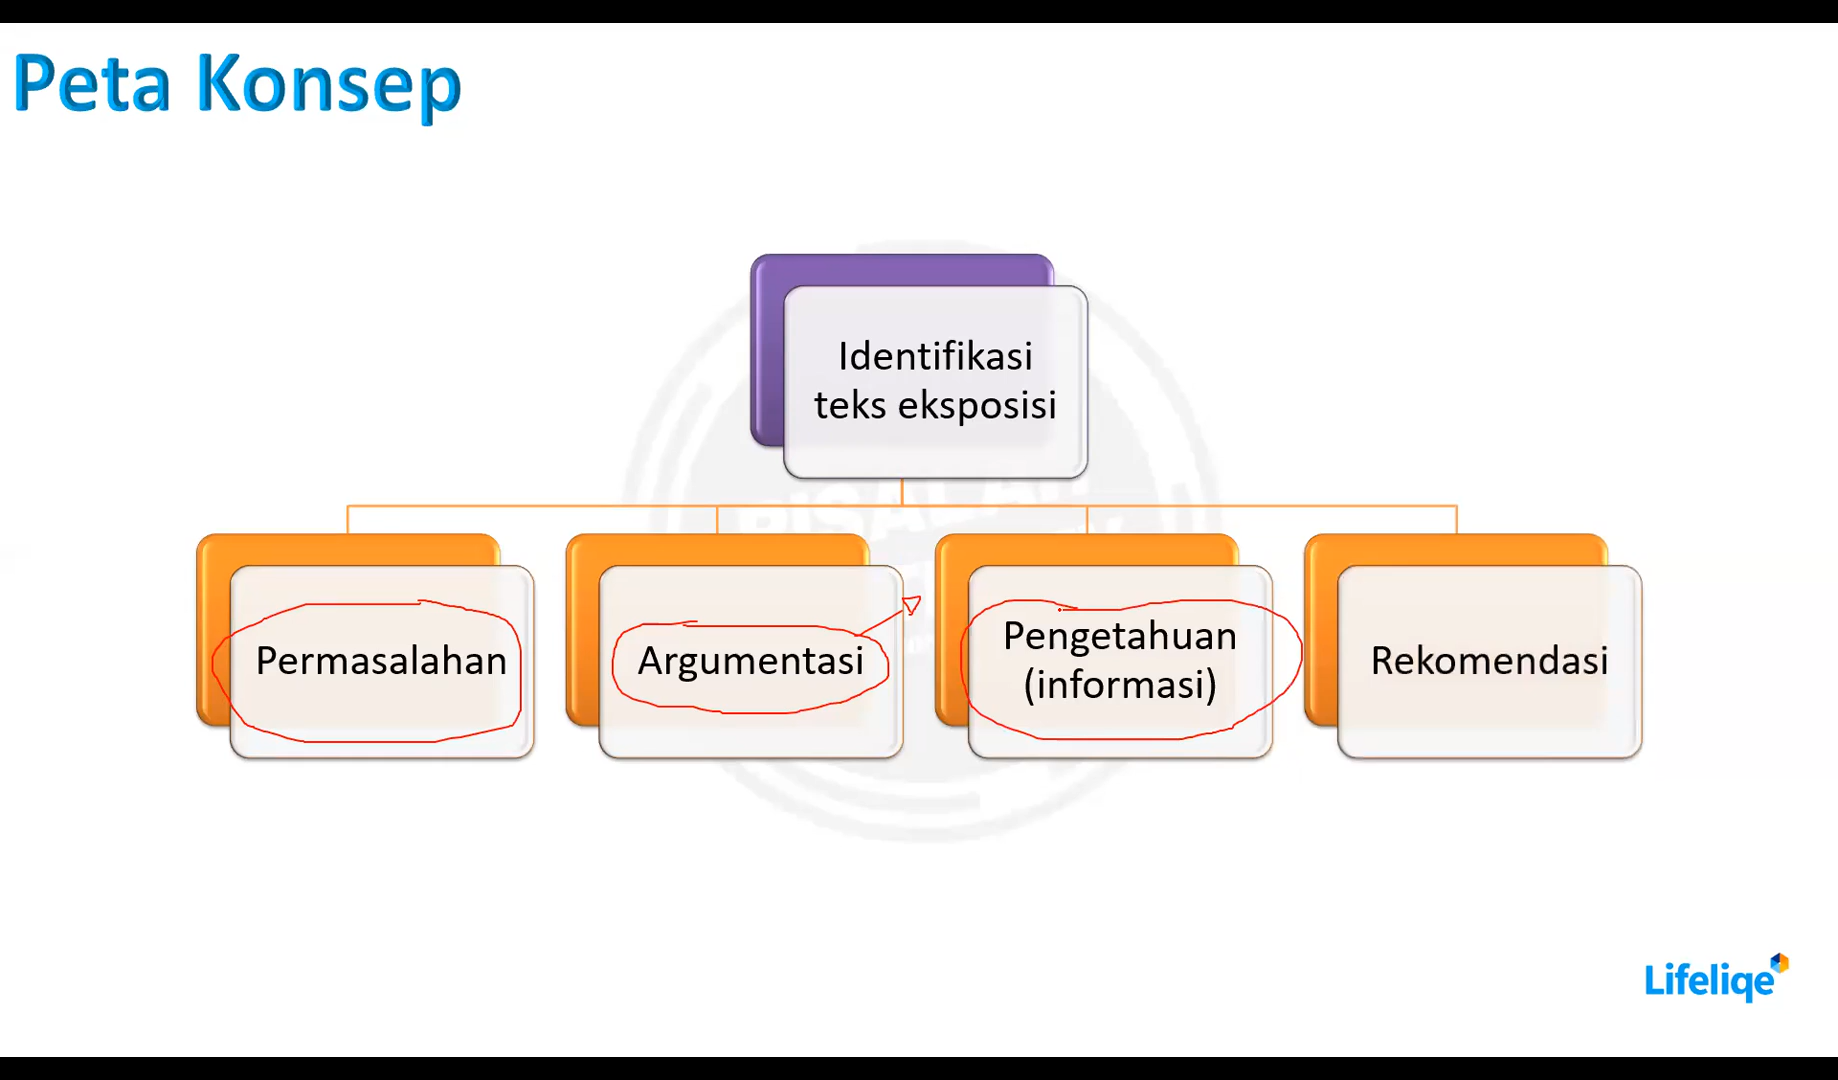 Peta Konsep
Identifikasi
teks eksposisi
Permasalahan
Argumentasi
Pengetahuan
(informasi)
Rekomendasi
Lifeliqe